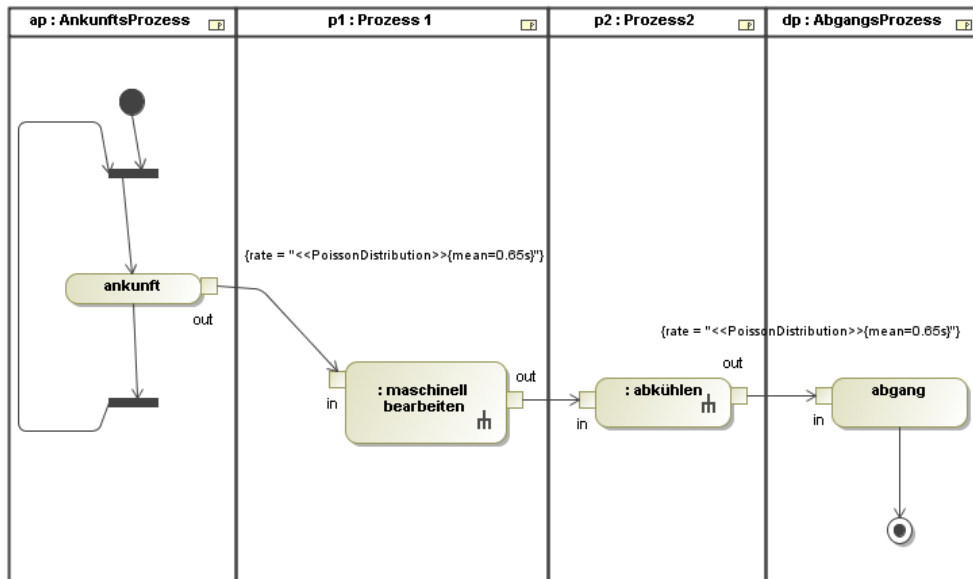 ap : AnkunftsProzess
p1 : Prozess 1
p2 : Prozess2
dp : AbgangsProzess
{rate = "<<PoissonDistribution>>{mean=0.65s}"}
ankunft
out
{rate = "<<PoissonDistribution>>{mean=0.65s}"}
in
: maschinell
bearbeiten
out
in
: abkühlen
out
in
abgang